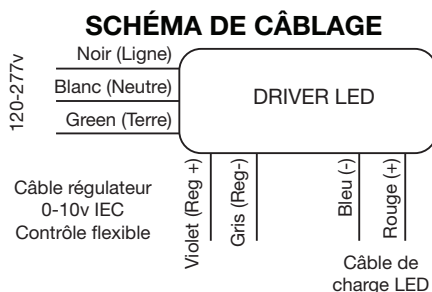 SCHÉMA DE CÂBLAGE
120-277v
Noir (Ligne)
Blanc (Neutre)
Green (Terre)
DRIVER LED
Câble régulateur
0-10v IEC
Contrôle flexible
Violet (Reg +)
Gris (Reg-)
Bleu (-)
Rouge (+)
Câble de
charge LED